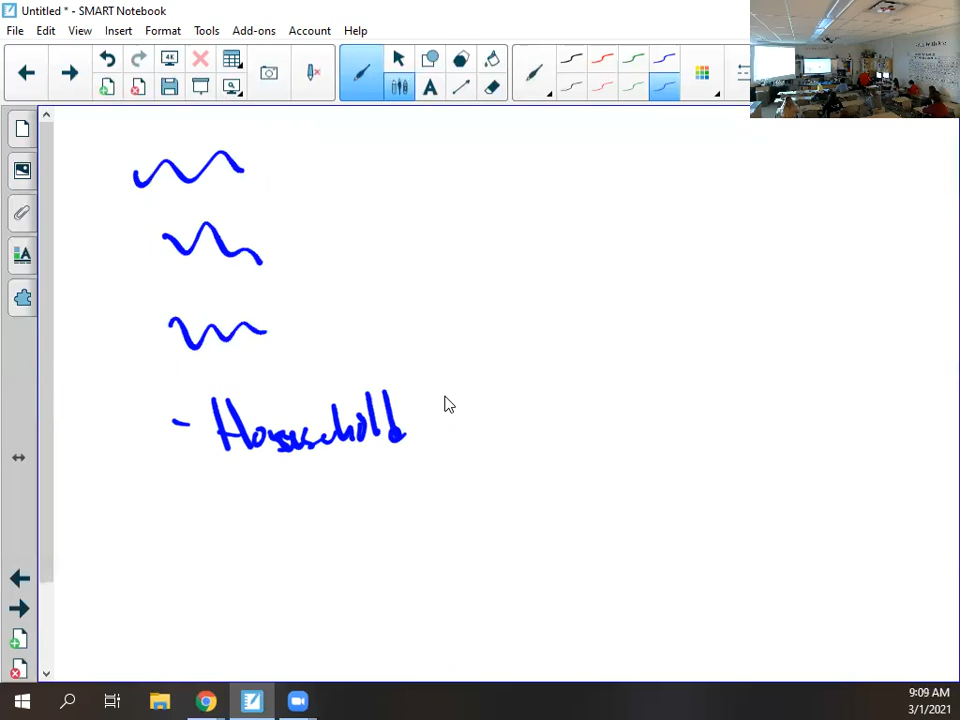 Untitled * - SMART Notebook
File Edit View Insert Format Tools Add-ons Account Help
- Household
9:09 AM
3/1/2021